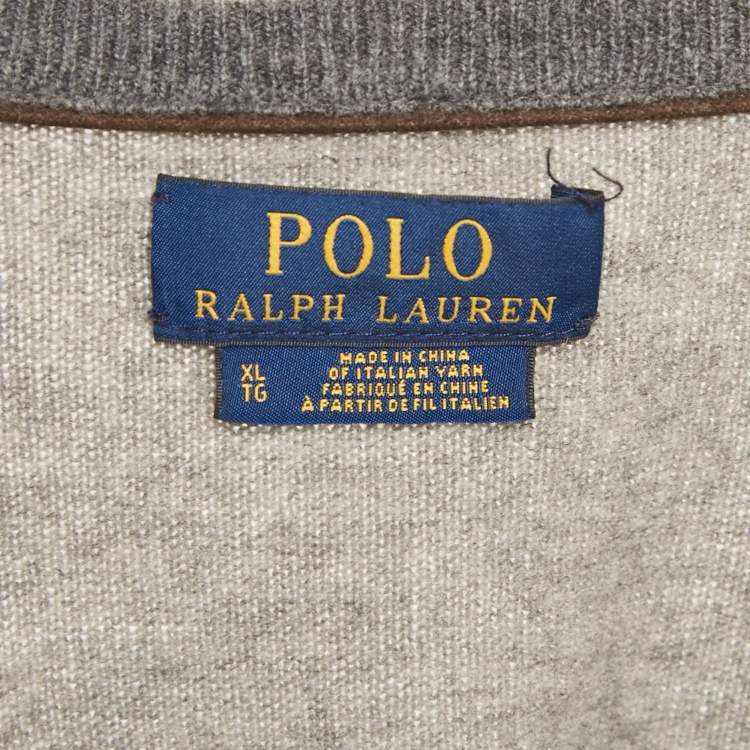 POLO
RALPH LAUREN
XL
TG
MADE IN CHINA
OF ITALIAN YARN
FABRIQUÉ EN CHINE
À PARTIR DE FIL ITALIEN